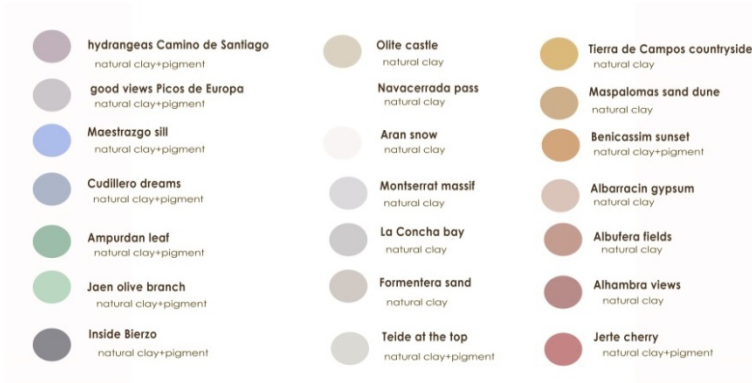 hydrangeas Camino de Santiago
natural clay+pigment
good views Picos de Europa
natural clay+pigment
Maestrazgo sill
natural clay+pigment
Cudillero dreams
natural clay+pigment
Ampurdan leaf
natural clay+pigment
Jaen olive branch
natural clay+pigment
Inside Bierzo
natural clay+pigment
Olite castle
natural clay
Navacerrada pass
natural clay
Aran snow
natural clay
Montserrat massif
natural clay
La Concha bay
natural clay
Formentera sand
natural clay
Teide at the top
natural clay+pigment
Tierra de Campos countryside
natural clay
Maspalomas sand dune
natural clay
Benicassim sunset
natural clay+pigment
Albarracin gypsum
natural clay
Albufera fields
natural clay
Alhambra views
natural clay
Jerte cherry
natural clay+pigment